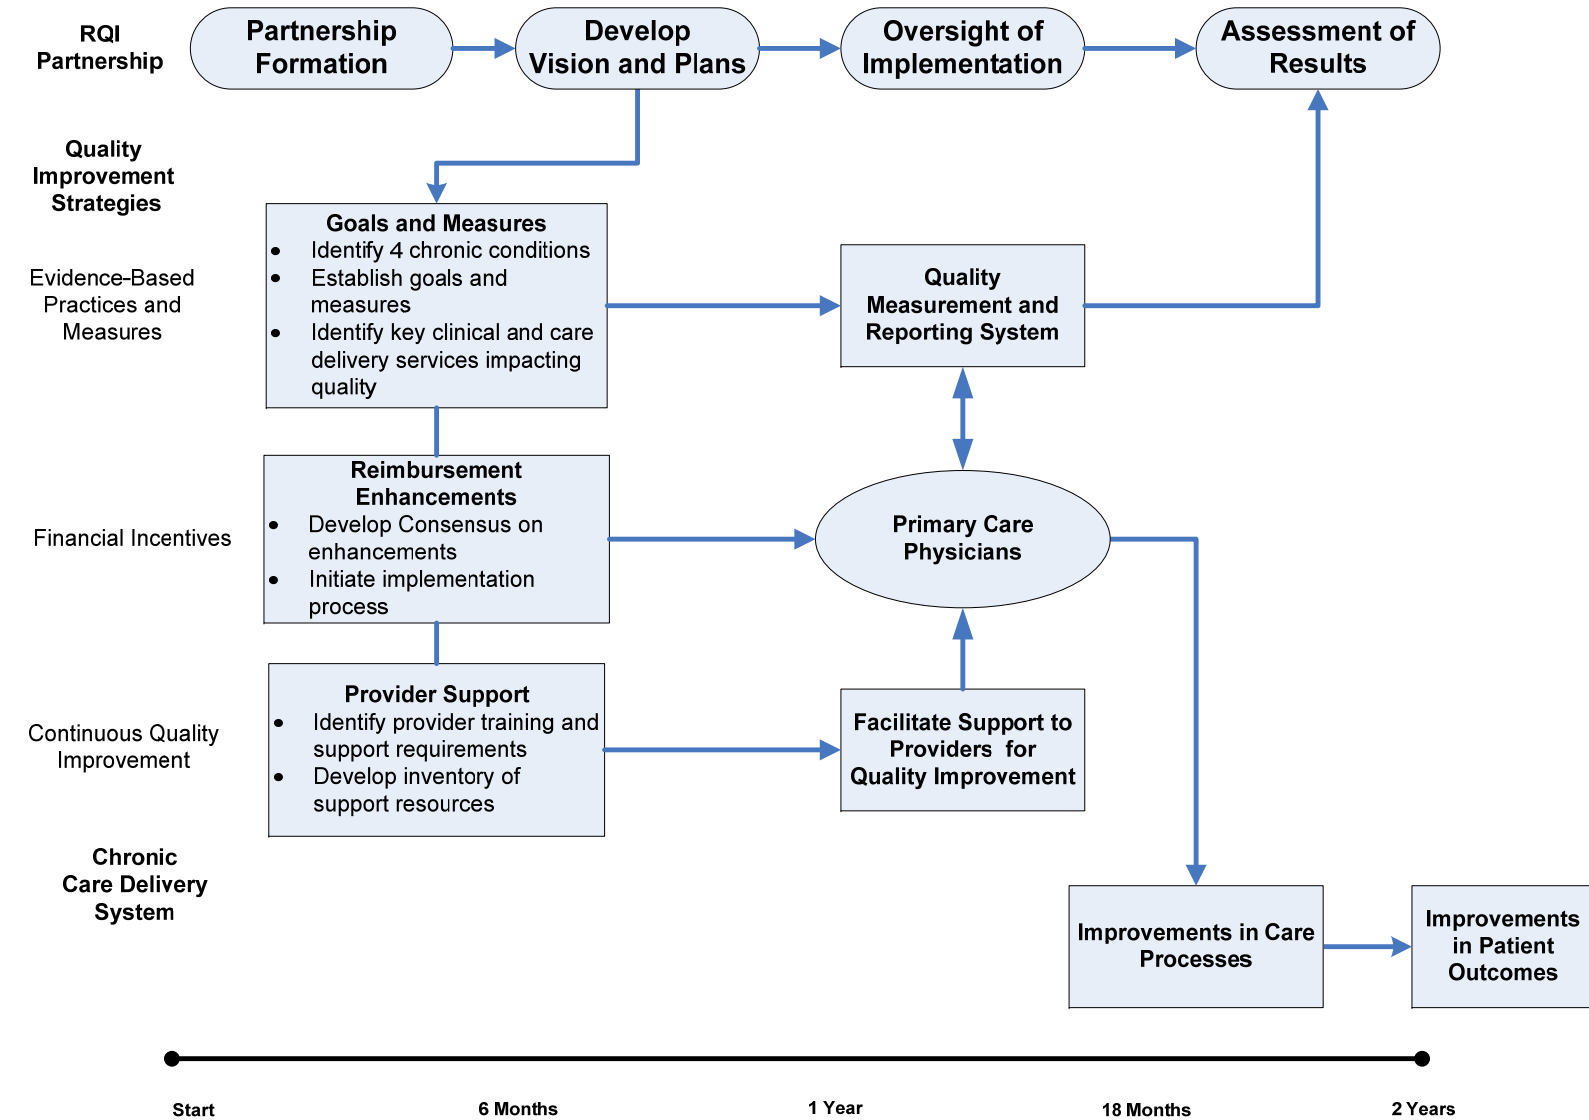 RQI
Partnership
Partnership
Formation
Develop
Vision and Plans
Oversight of
Implementation
Assessment of
Results
Quality
Improvement
Strategies
Evidence-Based
Practices and
Measures
Goals and Measures
• Identify 4 chronic conditions
• Establish goals and
measures
• Identify key clinical and care
delivery services impacting
quality
Quality
Measurement and
Reporting System
Financial Incentives
Reimbursement
Enhancements
• Develop Consensus on
enhancements
• Initiate implementation
process
Primary Care
Physicians
Continuous Quality
Improvement
Provider Support
• Identify provider training and
support requirements
• Develop inventory of
support resources
Facilitate Support to
Providers for
Quality Improvement
Chronic
Care Delivery
System
Improvements in Care
Processes
Improvements
in Patient
Outcomes
Start
6 Months
1 Year
18 Months
2 Years